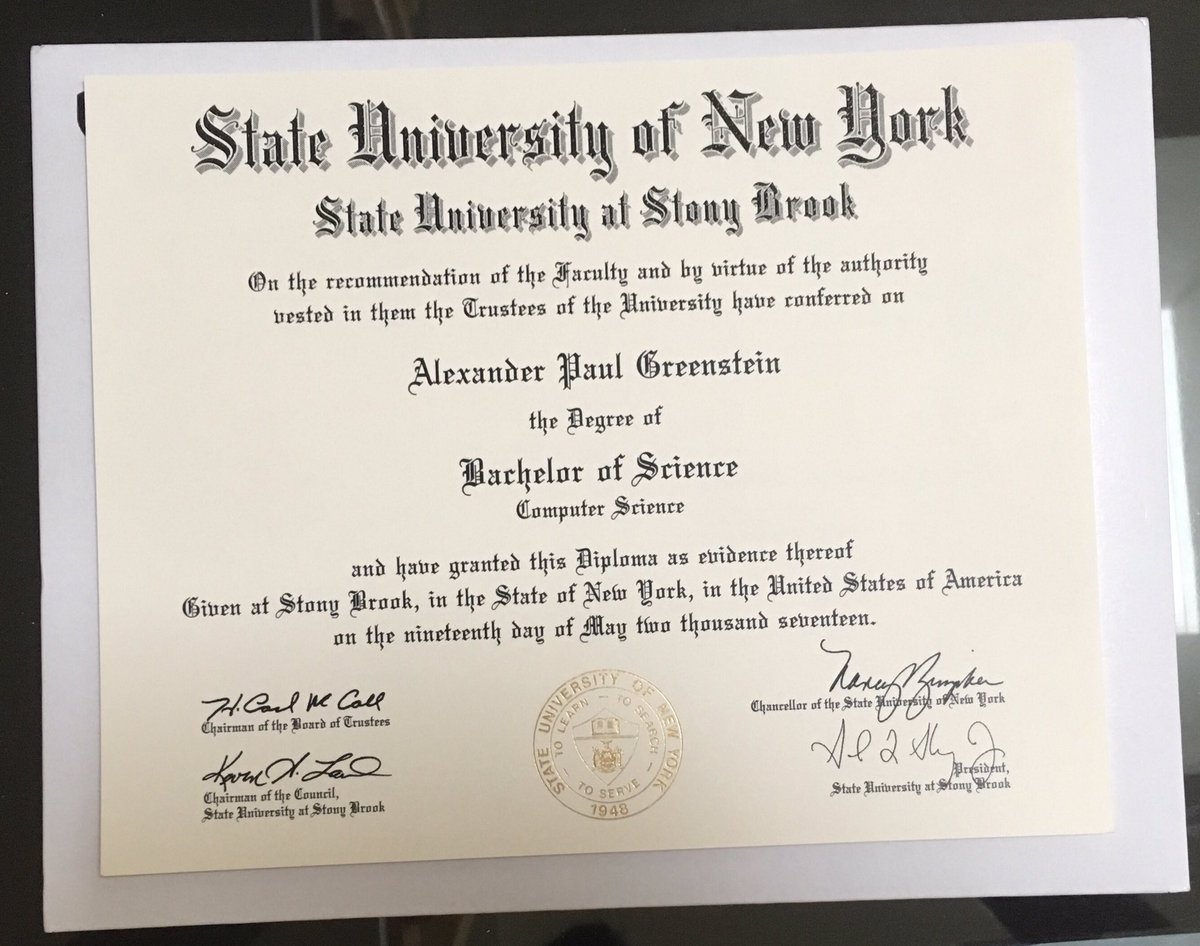 State University of New York
State University at Stony Brook
On the recommendation of the Faculty and by virtue of the authority
vested in them the Trustees of the University have conferred on
Alexander Paul Greenstein
the Degree of
Bachelor of Science
Computer Science
and have granted this Diploma as evidence thereof
Given at Stony Brook, in the State of New York, in the United States of America
on the nineteenth day of May two thousand seventeen.
H. Carl McCall
Chairman of the Board of Trustees
Chairman of the Council,
State University at Stony Brook
STATE UNIVERSITY OF NEW YORK
TO LEARN — TO SEARCH — TO SERVE
1948
Nancy
Chancellor of the State University of New York
President,
State University at Stony Brook